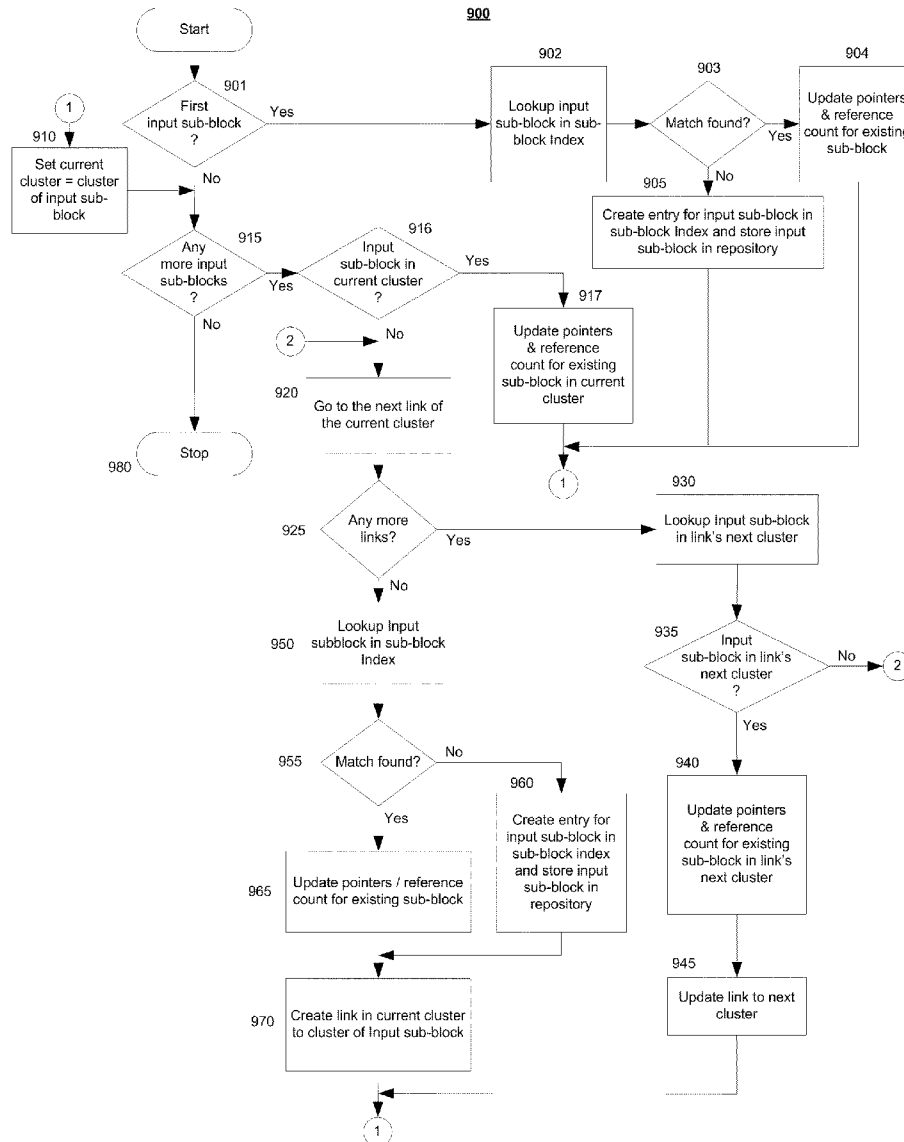 900
Start
901
First
input sub-block
?
Yes
No
902
Lookup input
sub-block in sub-
block Index
903
Match found?
Yes
No
904
Update pointers
& reference
count for existing
sub-block
905
Create entry for input sub-block in
sub-block Index and store input
sub-block in repository
1
910
Set current
cluster = cluster
of input sub-
block
915
Any
more input
sub-blocks
?
Yes
No
916
Input
sub-block in
current cluster
?
Yes
No
917
Update pointers
& reference
count for existing
sub-block in current
cluster
1
2
920
Go to the next link of
the current cluster
Stop
980
925
Any more
links?
Yes
No
930
Lookup Input sub-block
in link's next cluster
935
Input
sub-block in link's
next cluster
?
No
2
Yes
940
Update pointers
& reference
count for existing
sub-block in link's
next cluster
945
Update link to next
cluster
950
Lookup Input
subblock in sub-block
Index
955
Match found?
No
Yes
960
Create entry for
input sub-block in
sub-block index
and store input
sub-block in
repository
965
Update pointers / reference
count for existing sub-block
970
Create link in current cluster
to cluster of Input sub-block
1